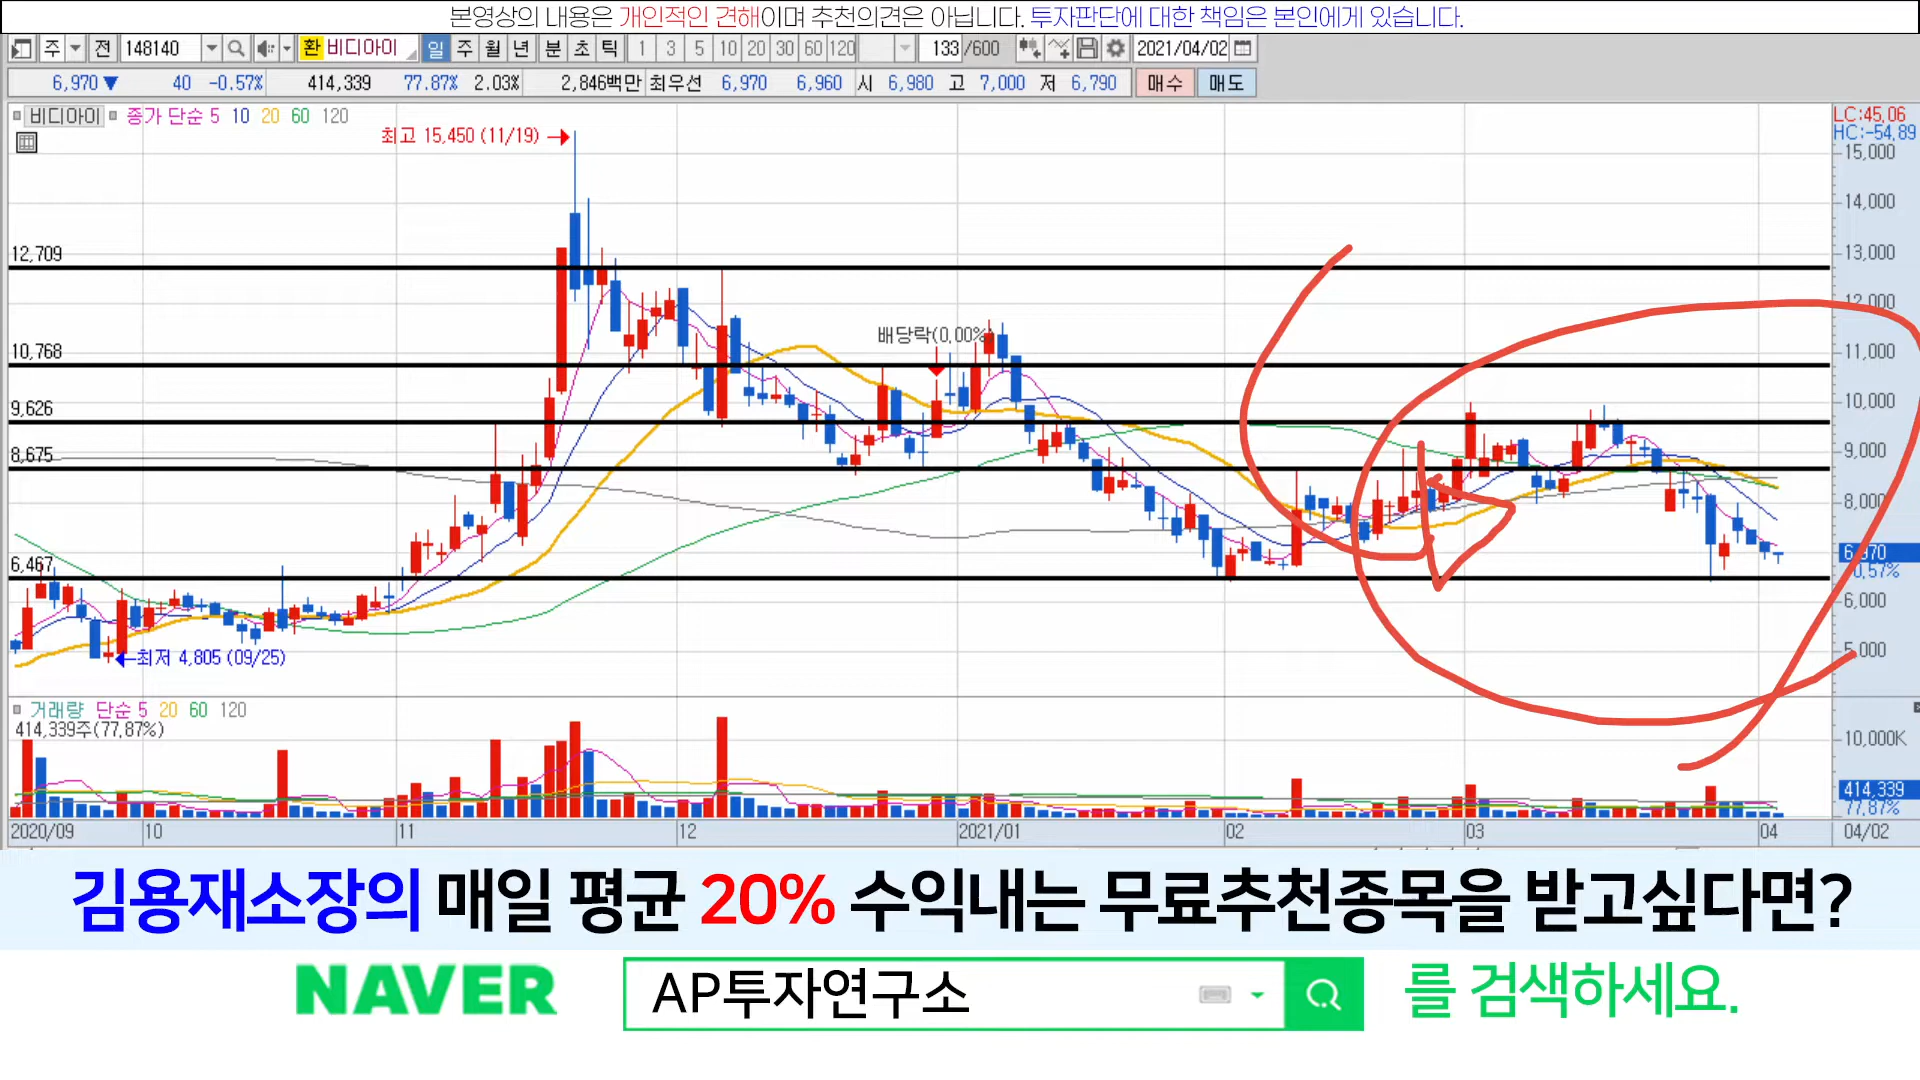 본영상의 내용은 개인적인 견해이며 추천의견은 아닙니다. 투자판단에 대한 책임은 본인에게 있습니다.
주 전 148140 환 비디아이 일 주 월 년 분 초 틱 1 3 5 10 20 30 60 120 133 /600 2021/04/02
6,970 ▼ 40 -0.57% 414,339 77.87% 2.03% 2,846백만 최우선 6,970 6,960 시 6,980 고 7,000 저 6,790 매수 매도
비디아이 종가 단순 5 10 20 60 120
LC:45.06
HC:-54.89
최고 15,450 (11/19)
15,000
14,000
12,709
13,000
12,000
배당락(0.00%)
10,768
11,000
9,626
10,000
8,675
9,000
8,000
6,467
6,970
0.57%
6,000
최저 4,805 (09/25)
5,000
거래량 단순 5 20 60 120
414,339주(77.87%)
10,000K
414,339
77.87%
2020/09 10 11 12 2021/01 02 03 04 04/02
김용재소장의 매일 평균 20% 수익내는 무료추천종목을 받고싶다면?
NAVER AP투자연구소 를 검색하세요.